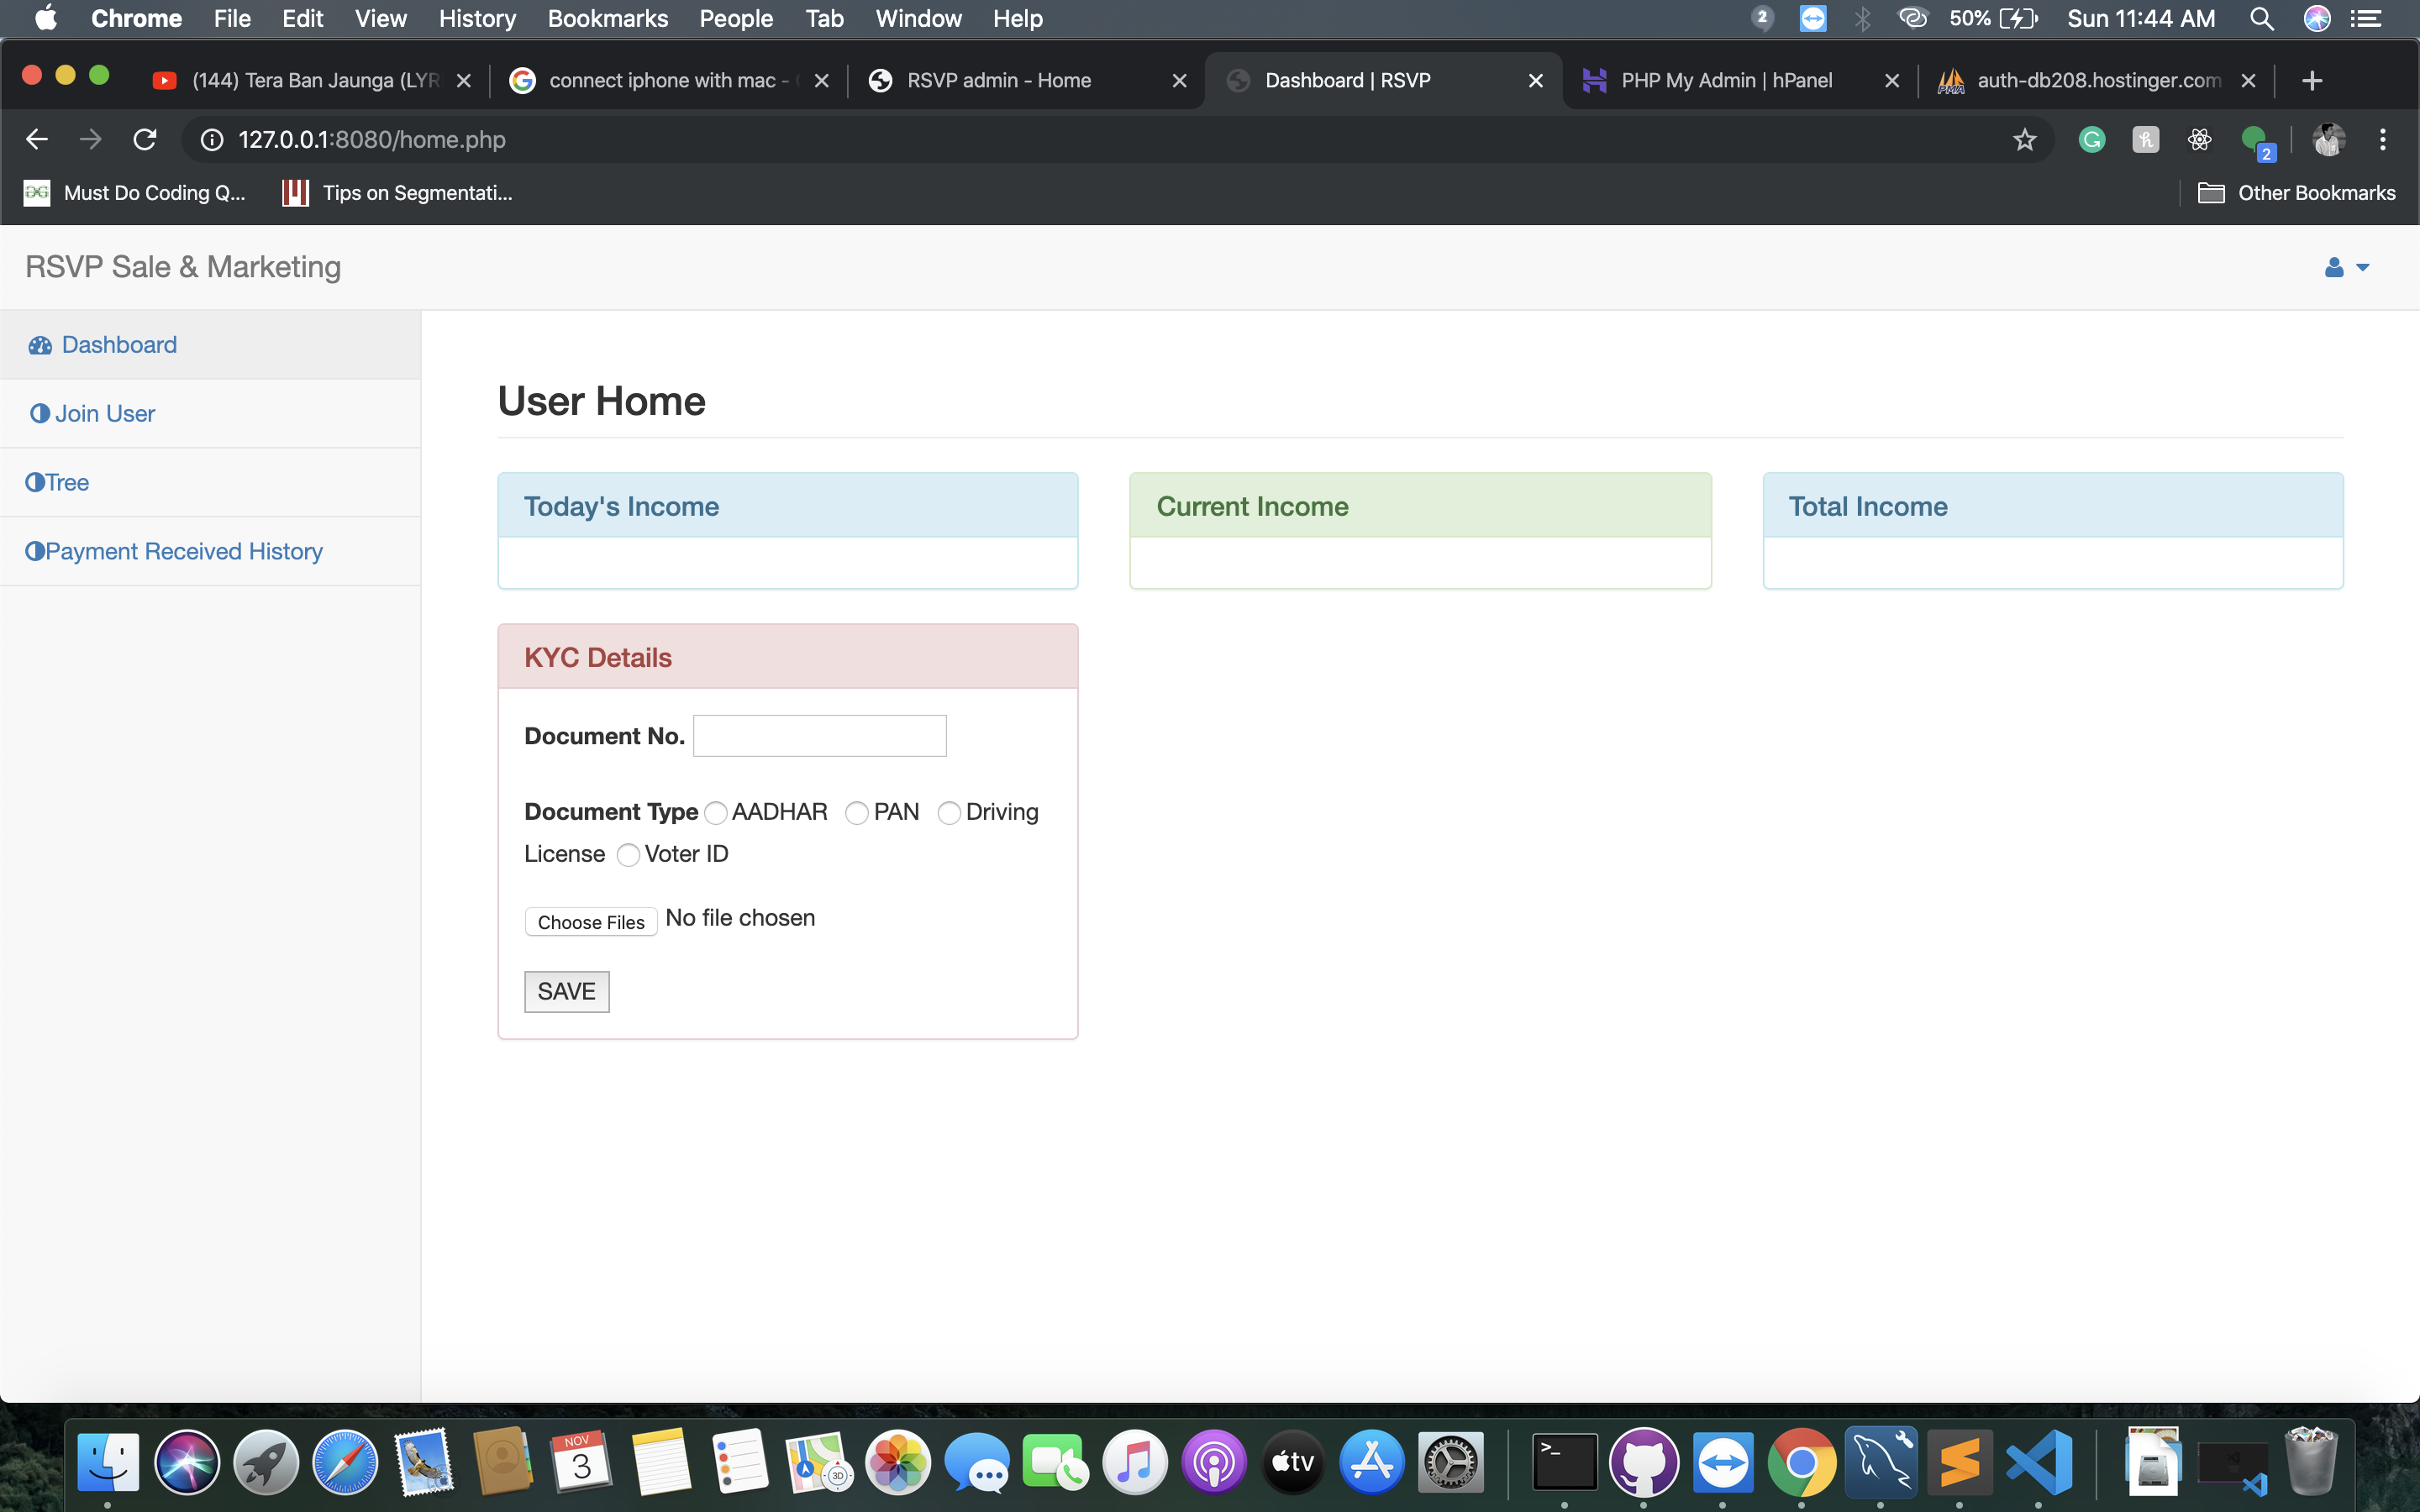 Chrome File Edit View History Bookmarks People Tab Window Help 2 50% Sun 11:44 AM
(144) Tera Ban Jaunga (LYR connect iphone with mac - RSVP admin - Home Dashboard | RSVP PHP My Admin | hPanel auth-db208.hostinger.com
127.0.0.1:8080/home.php 2
Must Do Coding Q... Tips on Segmentati... Other Bookmarks
RSVP Sale & Marketing
Dashboard
Join User
Tree
Payment Received History
User Home
Today's Income Current Income Total Income
KYC Details
Document No.
Document Type AADHAR PAN Driving
License Voter ID
Choose Files No file chosen
SAVE
NOV
3
3D
tv
>_